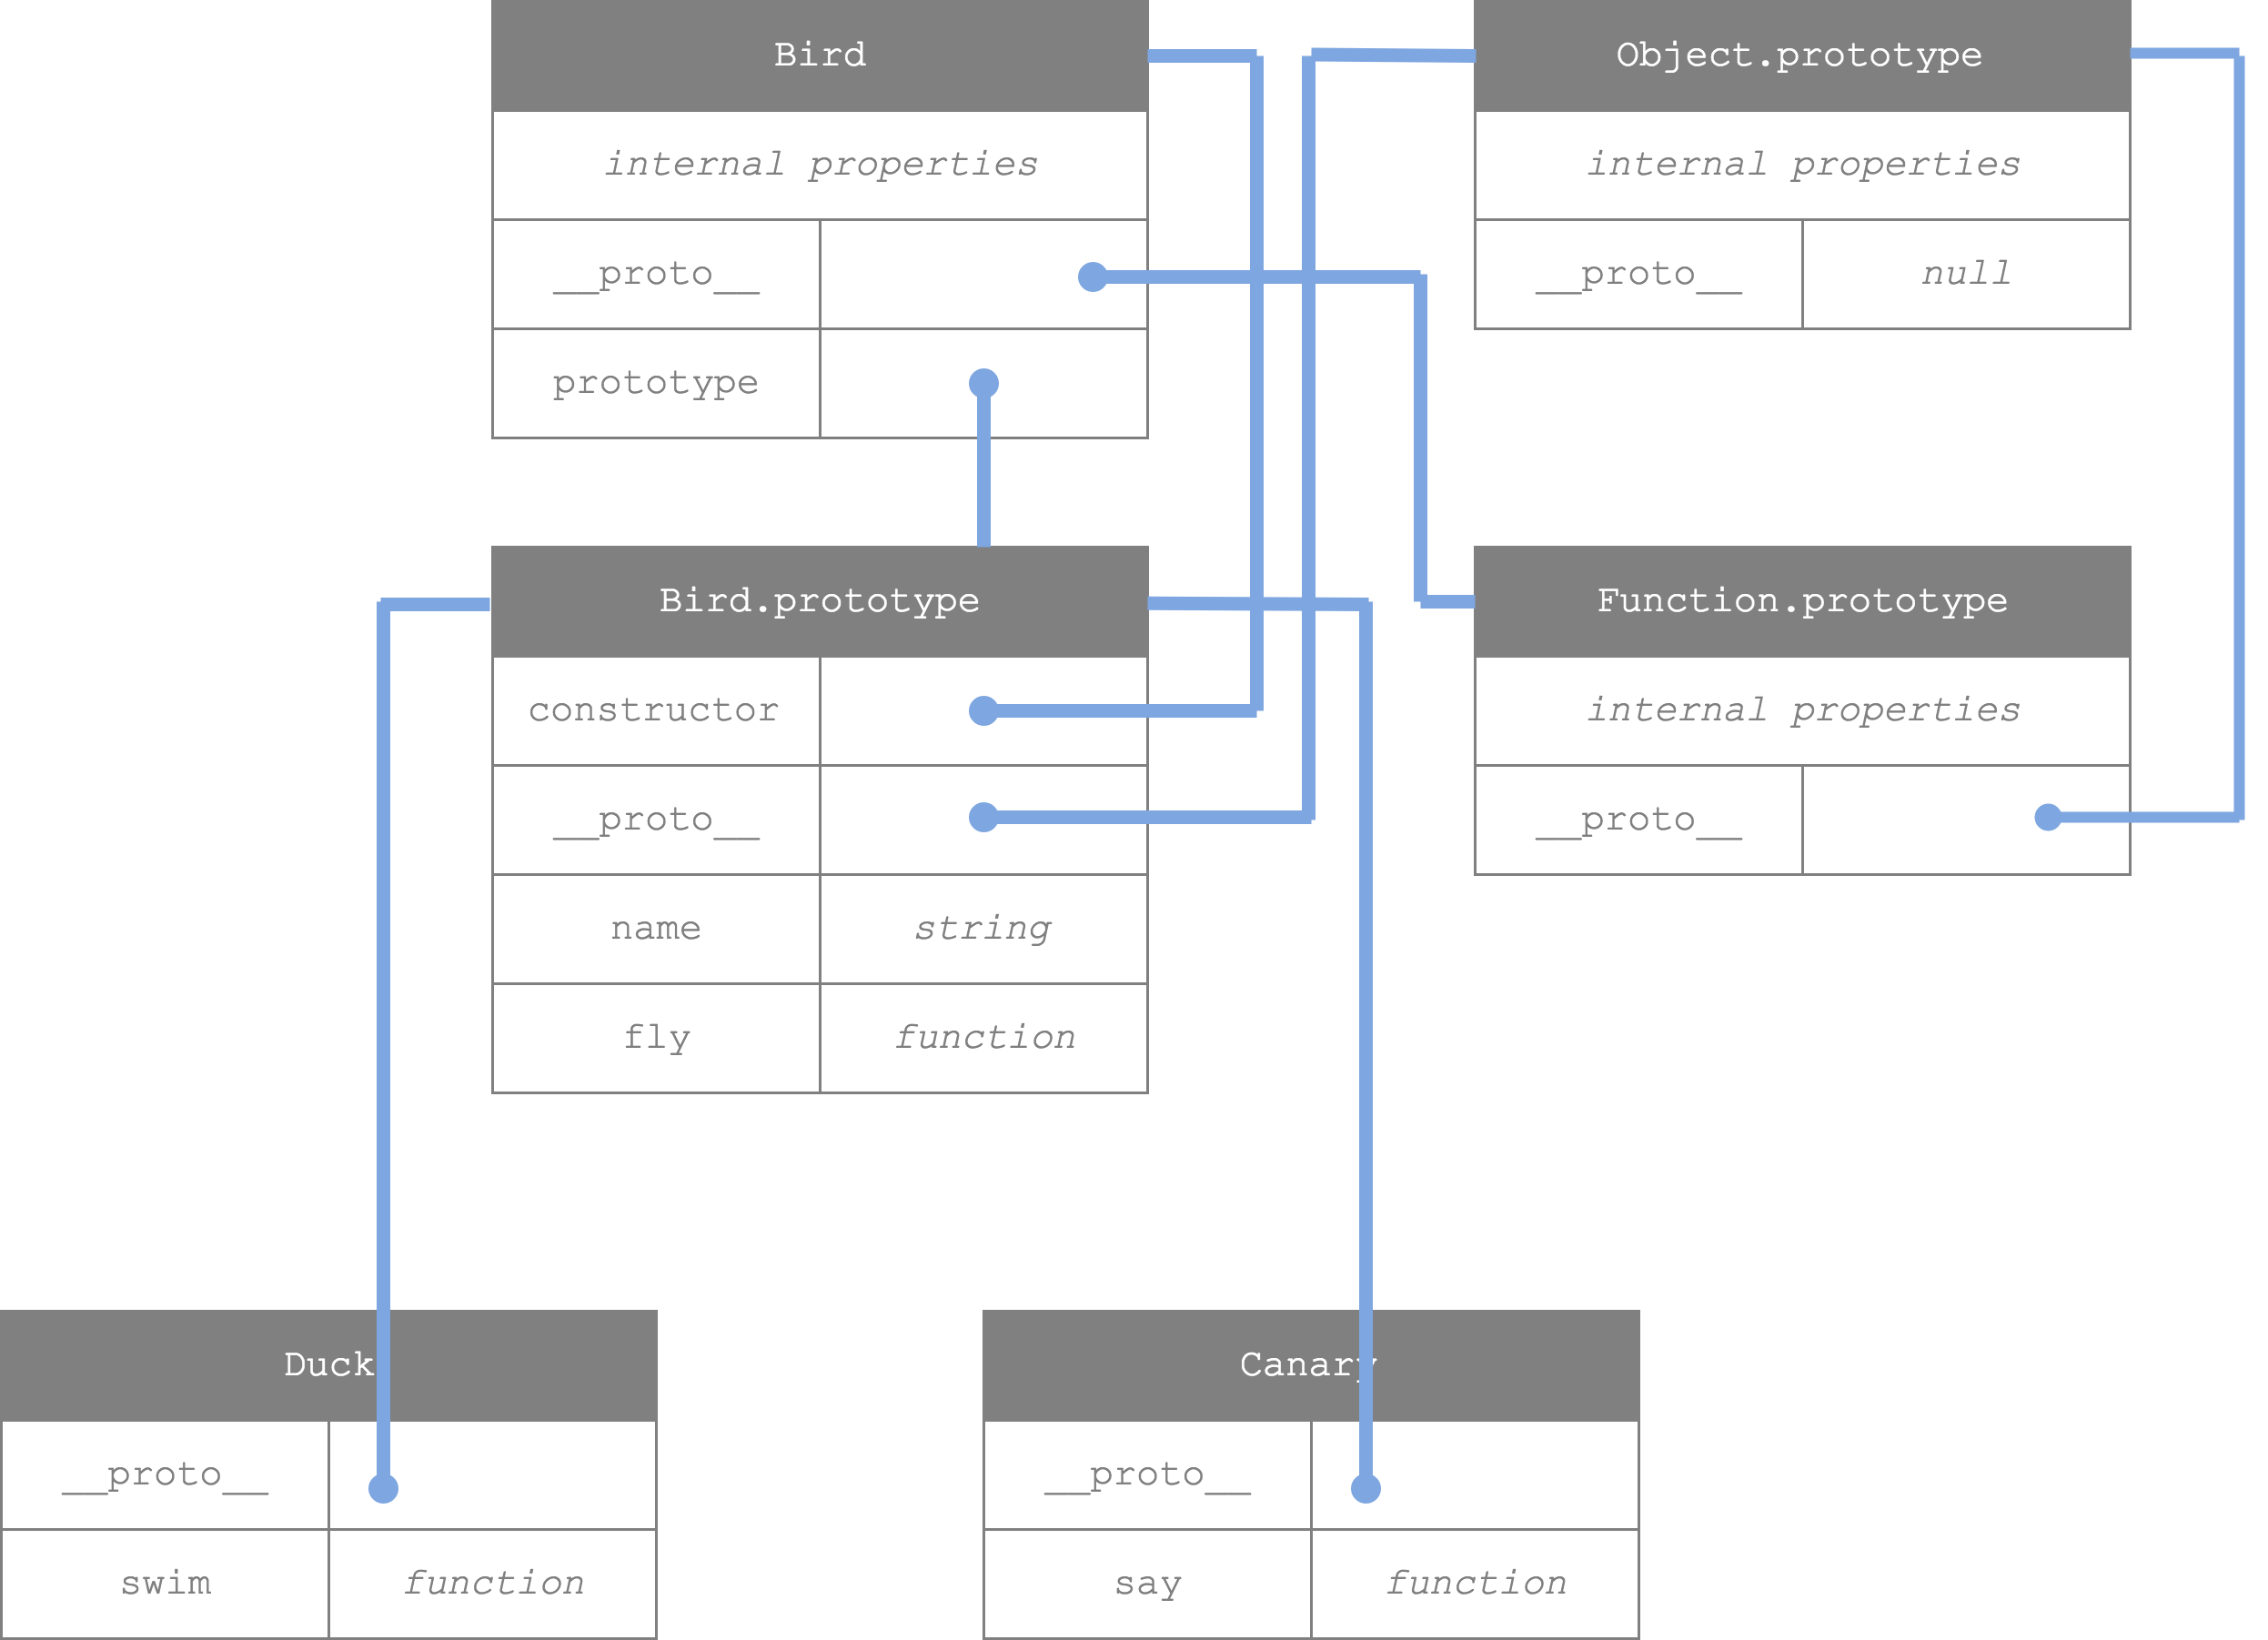 Bird
internal properties
__proto__
prototype
Object.prototype
internal properties
__proto__ null
Bird.prototype
constructor
__proto__
name string
fly function
Function.prototype
internal properties
__proto__
Duck
__proto__
swim function
Canary
__proto__
say function